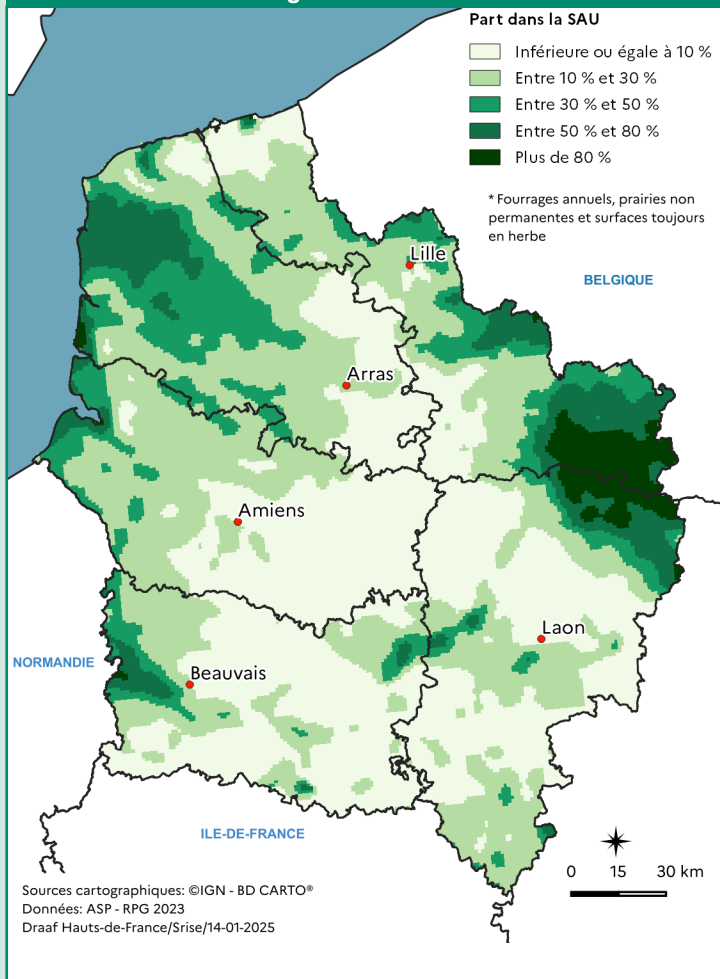 Part dans la SAU
Inférieure ou égale à 10 %
Entre 10 % et 30 %
Entre 30 % et 50 %
Entre 50 % et 80 %
Plus de 80 %
* Fourrages annuels, prairies non
permanentes et surfaces toujours
en herbe
Lille
BELGIQUE
Arras
Amiens
Laon
NORMANDIE
Beauvais
ILE-DE-FRANCE
0 15 30 km
Sources cartographiques: ©IGN - BD CARTO®
Données: ASP - RPG 2023
Draaf Hauts-de-France/Srise/14-01-2025